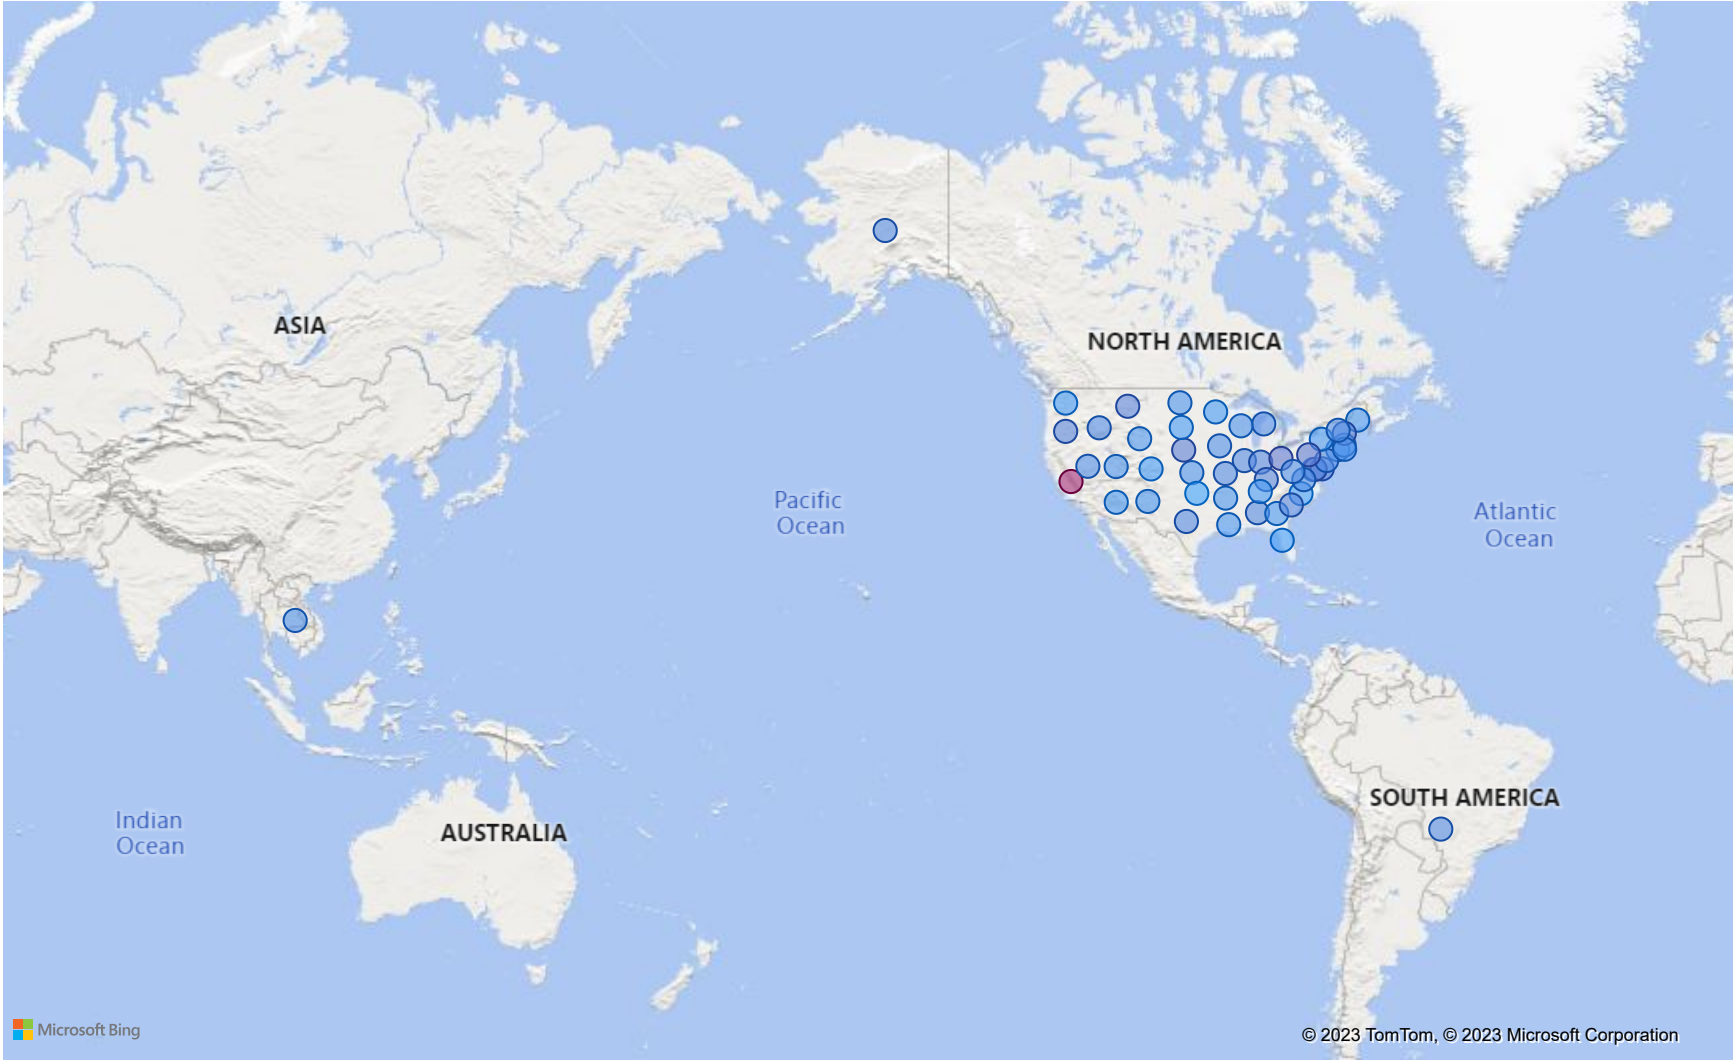 ASIA
NORTH AMERICA
Pacific
Ocean
Atlantic
Ocean
SOUTH AMERICA
Indian
Ocean
AUSTRALIA
Microsoft Bing
© 2023 TomTom, © 2023 Microsoft Corporation